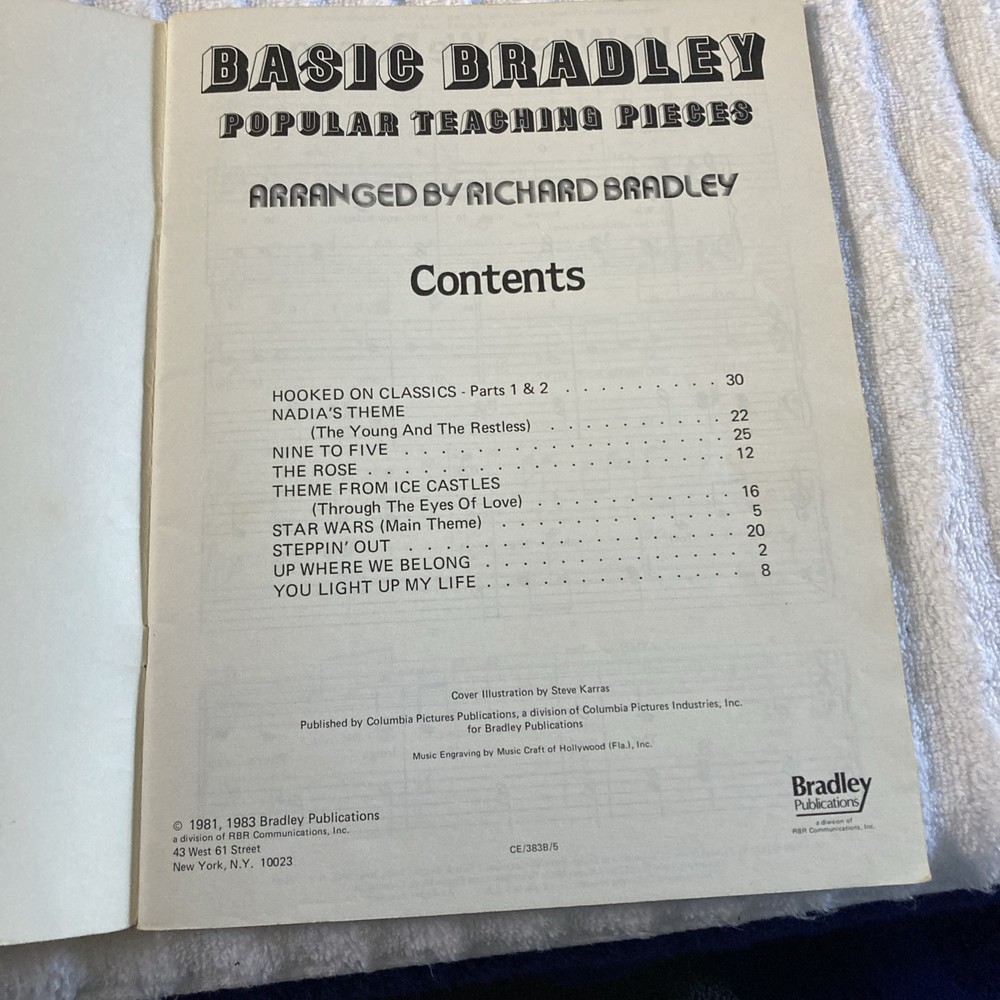 BASIC BRADLEY
POPULAR TEACHING PIECES
ARRANGED BY RICHARD BRADLEY
Contents
HOOKED ON CLASSICS - Parts 1 & 2 . . . . . . . . . 30
NADIA'S THEME
(The Young And The Restless) . . . . . . . . . . 22
NINE TO FIVE . . . . . . . . . . . . . . . . . 25
THE ROSE . . . . . . . . . . . . . . . . . . . 12
THEME FROM ICE CASTLES
(Through The Eyes Of Love) . . . . . . . . . . 16
STAR WARS (Main Theme) . . . . . . . . . . . . . 5
STEPPIN' OUT . . . . . . . . . . . . . . . . . 20
UP WHERE WE BELONG . . . . . . . . . . . . . . 2
YOU LIGHT UP MY LIFE . . . . . . . . . . . . . 8
Cover Illustration by Steve Karras
Published by Columbia Pictures Publications, a division of Columbia Pictures Industries, Inc.
for Bradley Publications
Music Engraving by Music Craft of Hollywood (Fla.), Inc.
Bradley
Publications
a division of
RBR Communications, Inc.
© 1981, 1983 Bradley Publications
a division of RBR Communications, Inc.
43 West 61 Street
New York, N.Y. 10023
CE/383B/5